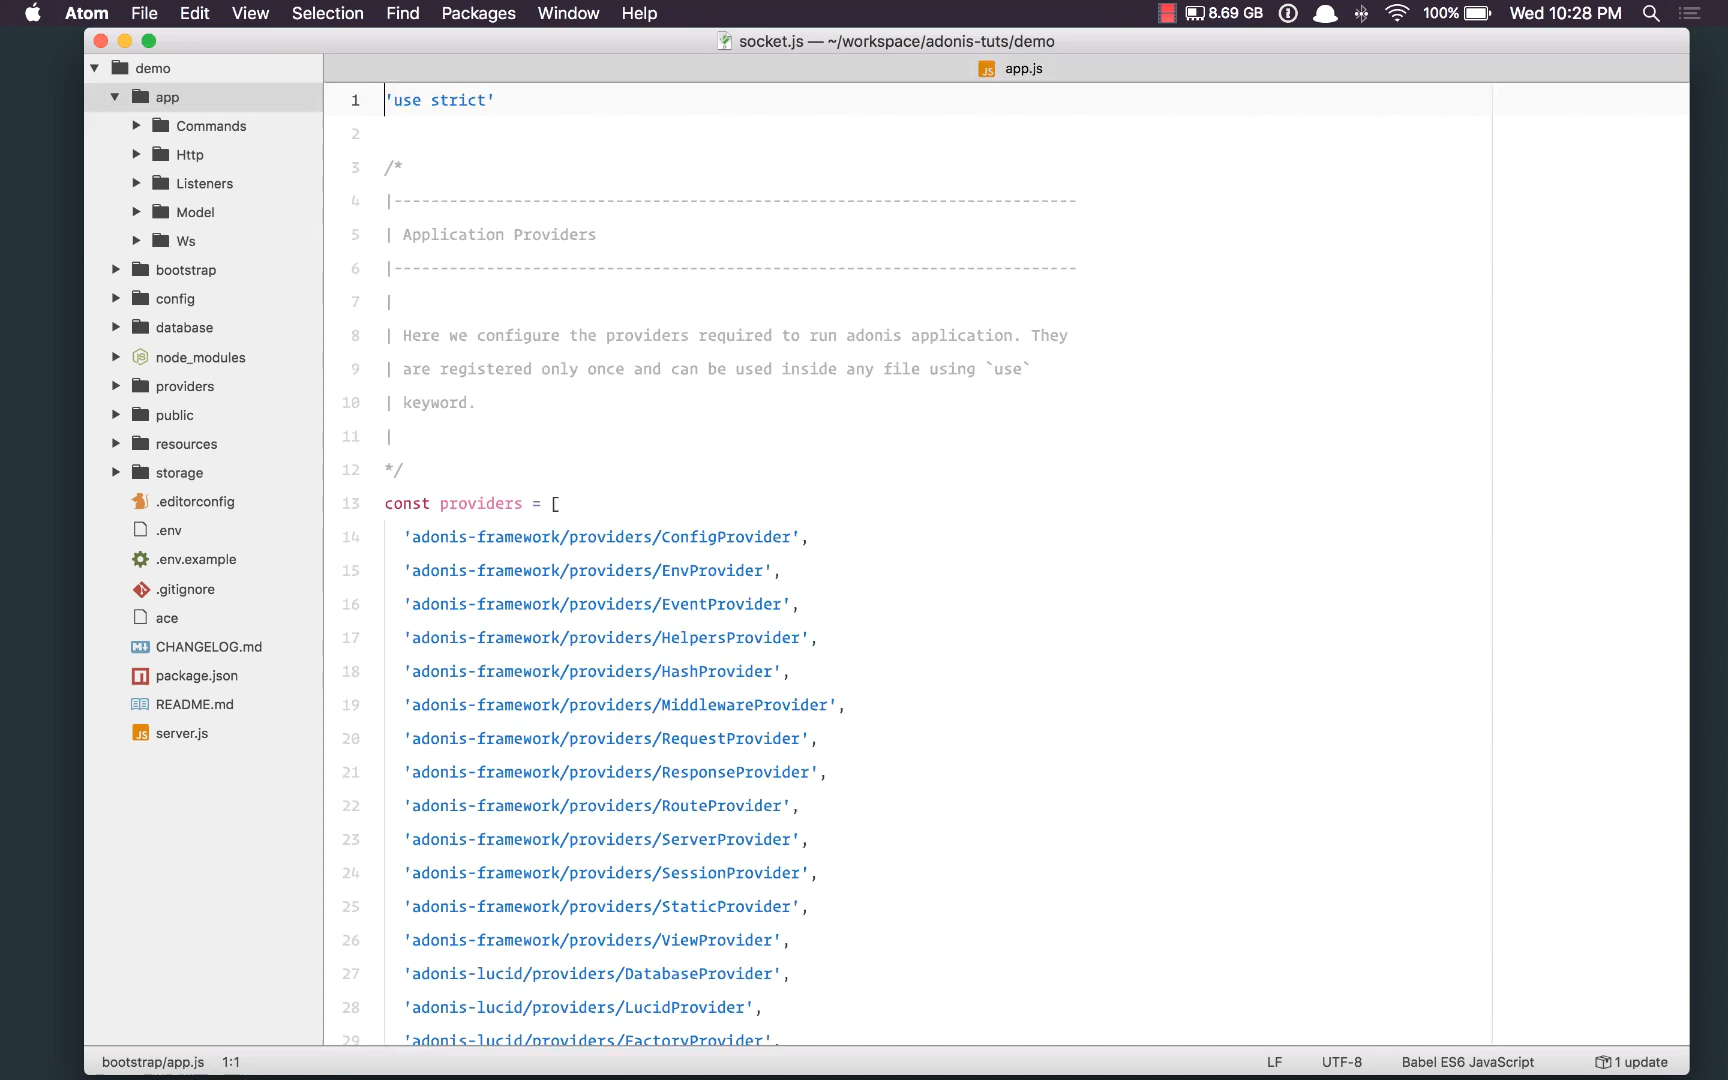 Atom File Edit View Selection Find Packages Window Help 8.69 GB 100% Wed 10:28 PM
socket.js — ~/workspace/adonis-tuts/demo
demo
app
Commands
Http
Listeners
Model
Ws
bootstrap
config
database
node_modules
providers
public
resources
storage
.editorconfig
.env
.env.example
.gitignore
ace
CHANGELOG.md
package.json
README.md
server.js
app.js
1 'use strict'
2
3 /*
4 |--------------------------------------------------------------------------
5 | Application Providers
6 |--------------------------------------------------------------------------
7 |
8 | Here we configure the providers required to run adonis application. They
9 | are registered only once and can be used inside any file using `use`
10 | keyword.
11 |
12 */
13 const providers = [
14 'adonis-framework/providers/ConfigProvider',
15 'adonis-framework/providers/EnvProvider',
16 'adonis-framework/providers/EventProvider',
17 'adonis-framework/providers/HelpersProvider',
18 'adonis-framework/providers/HashProvider',
19 'adonis-framework/providers/MiddlewareProvider',
20 'adonis-framework/providers/RequestProvider',
21 'adonis-framework/providers/ResponseProvider',
22 'adonis-framework/providers/RouteProvider',
23 'adonis-framework/providers/ServerProvider',
24 'adonis-framework/providers/SessionProvider',
25 'adonis-framework/providers/StaticProvider',
26 'adonis-framework/providers/ViewProvider',
27 'adonis-lucid/providers/DatabaseProvider',
28 'adonis-lucid/providers/LucidProvider',
29 'adonis-lucid/providers/FactoryProvider',
bootstrap/app.js 1:1 LF UTF-8 Babel ES6 JavaScript 1 update